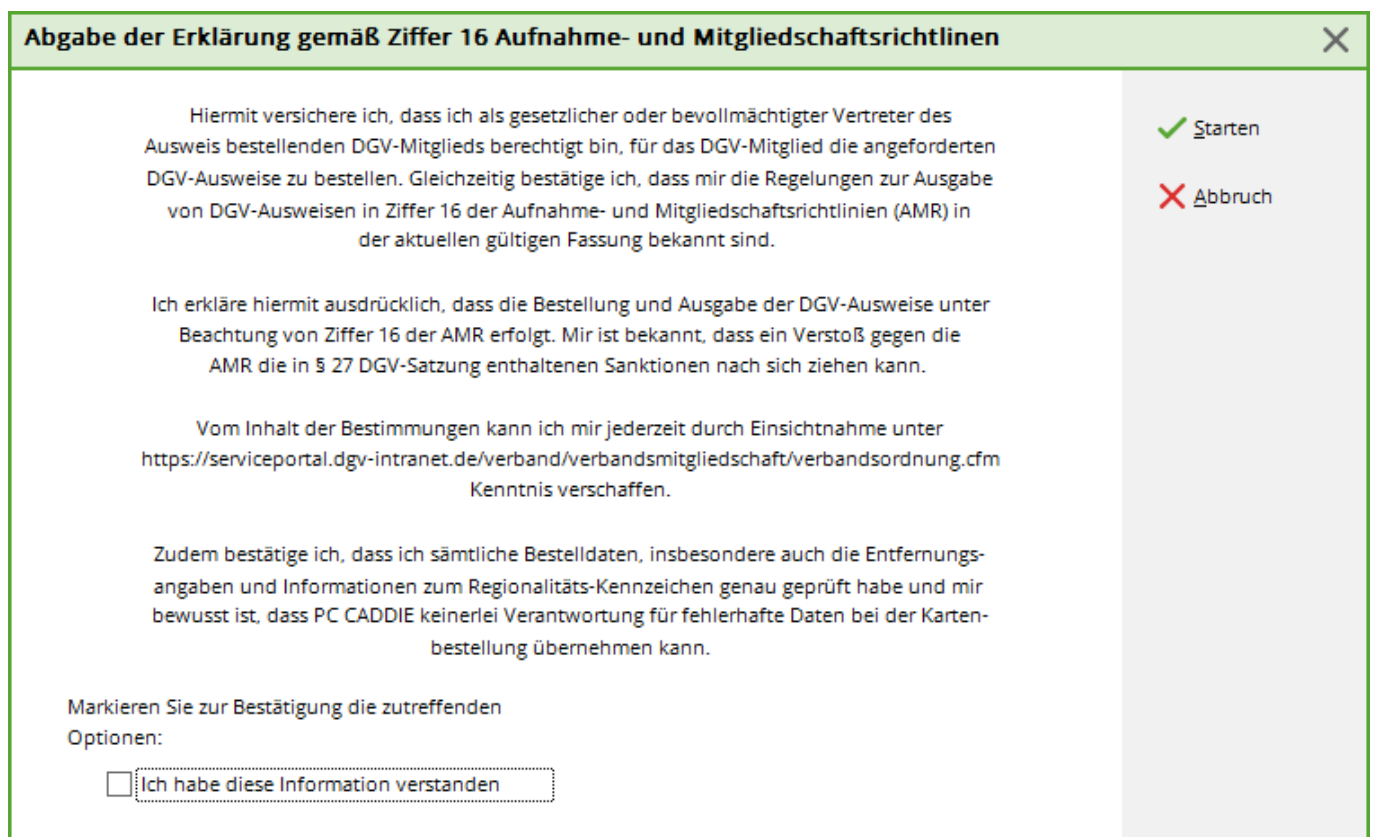 Abgabe der Erklärung gemäß Ziffer 16 Aufnahme- und Mitgliedschaftsrichtlinen
Hiermit versichere ich, dass ich als gesetzlicher oder bevollmächtigter Vertreter des
Ausweis bestellenden DGV-Mitglieds berechtigt bin, für das DGV-Mitglied die angeforderten
DGV-Ausweise zu bestellen. Gleichzeitig bestätige ich, dass mir die Regelungen zur Ausgabe
von DGV-Ausweisen in Ziffer 16 der Aufnahme- und Mitgliedschaftsrichtlinien (AMR) in
der aktuellen gültigen Fassung bekannt sind.
Ich erkläre hiermit ausdrücklich, dass die Bestellung und Ausgabe der DGV-Ausweise unter
Beachtung von Ziffer 16 der AMR erfolgt. Mir ist bekannt, dass ein Verstoß gegen die
AMR die in § 27 DGV-Satzung enthaltenen Sanktionen nach sich ziehen kann.
Vom Inhalt der Bestimmungen kann ich mir jederzeit durch Einsichtnahme unter
https://serviceportal.dgv-intranet.de/verband/verbandsmitgliedschaft/verbandsordnung.cfm
Kenntnis verschaffen.
Zudem bestätige ich, dass ich sämtliche Bestelldaten, insbesondere auch die Entfernungs-
angaben und Informationen zum Regionalitäts-Kennzeichen genau geprüft habe und mir
bewusst ist, dass PC CADDIE keinerlei Verantwortung für fehlerhafte Daten bei der Karten-
bestellung übernehmen kann.
Markieren Sie zur Bestätigung die zutreffenden
Optionen:
Ich habe diese Information verstanden
Starten
Abbruch